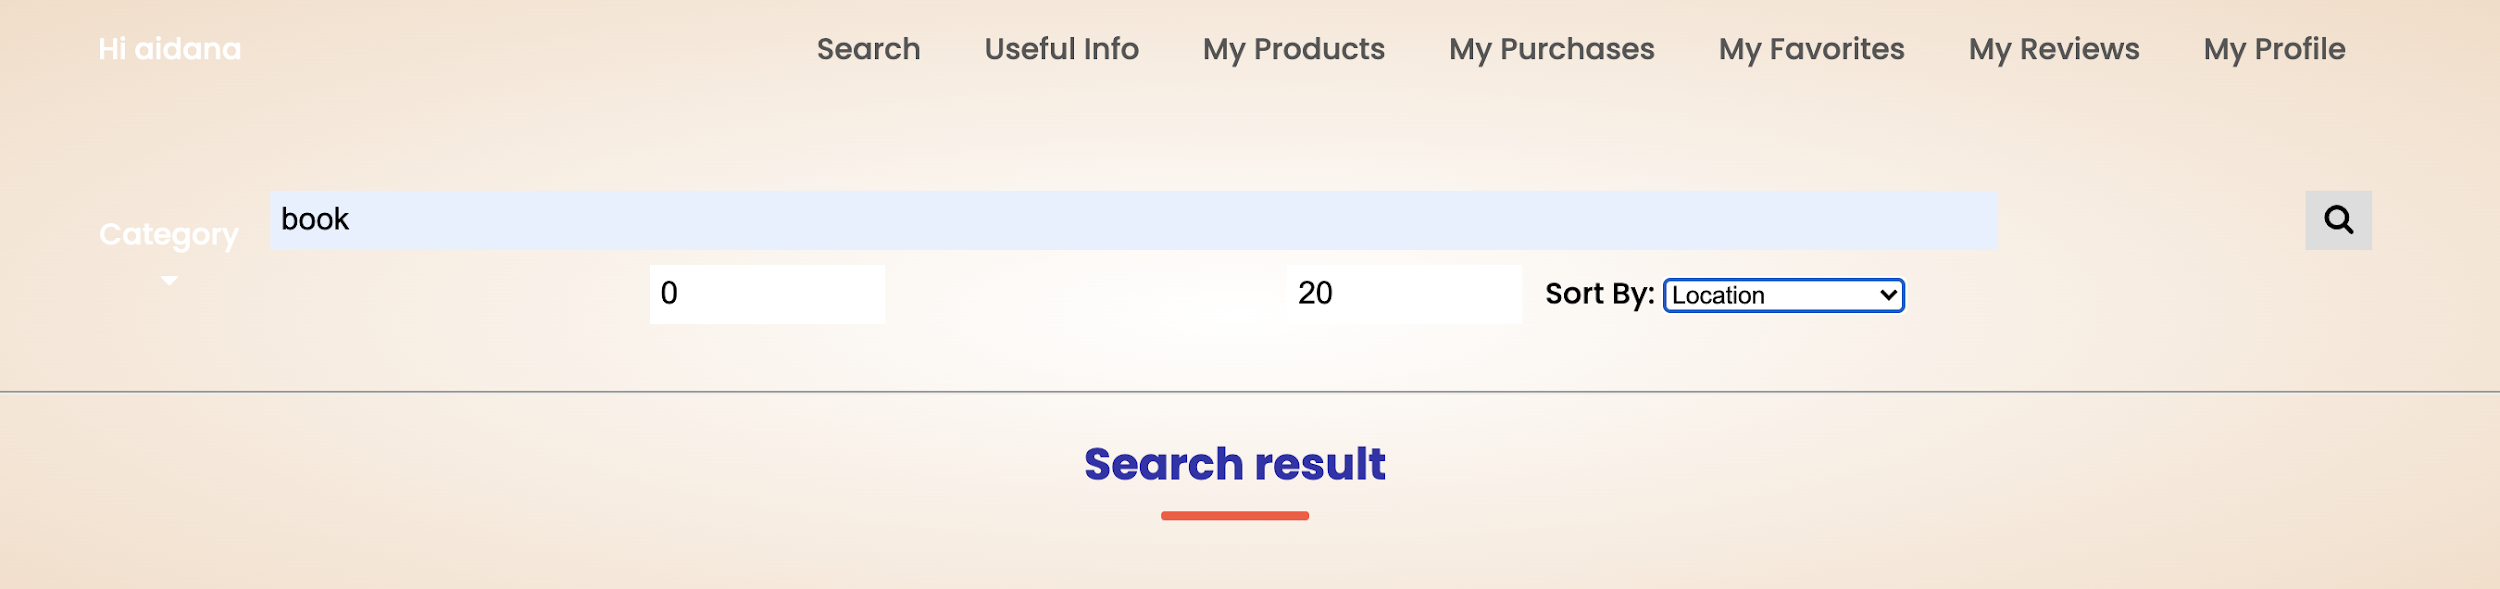 Hi aidana Search Useful Info My Products My Purchases My Favorites My Reviews My Profile
book
Category
0 20 Sort By: Location
Search result